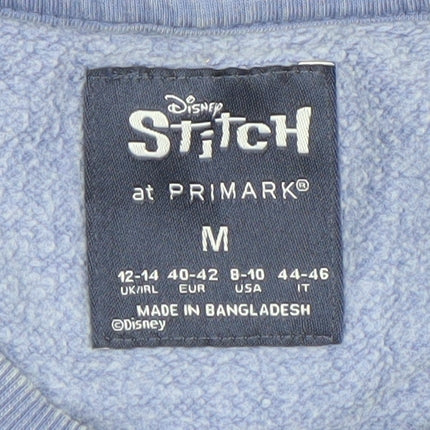 Disney
Stitch
at PRIMARK®
M
12-14 40-42 8-10 44-46
UK/IRL EUR USA IT
MADE IN BANGLADESH
©Disney